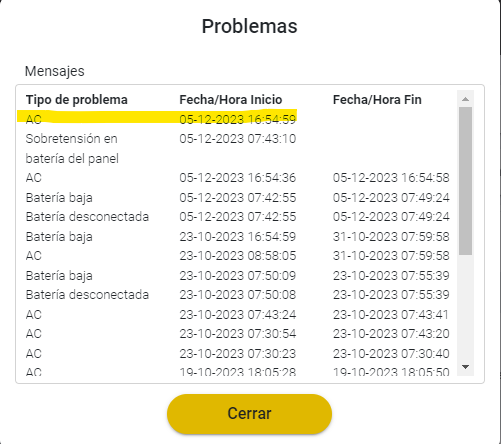 Problemas
Mensajes
Tipo de problema Fecha/Hora Inicio Fecha/Hora Fin
AC 05-12-2023 16:54:59
Sobretensión en 05-12-2023 07:43:10
batería del panel
AC 05-12-2023 16:54:36 05-12-2023 16:54:58
Batería baja 05-12-2023 07:42:55 05-12-2023 07:49:24
Batería desconectada 05-12-2023 07:42:55 05-12-2023 07:49:24
Batería baja 23-10-2023 16:54:59 31-10-2023 07:59:58
AC 23-10-2023 08:58:05 31-10-2023 07:59:58
Batería baja 23-10-2023 07:50:09 23-10-2023 07:55:39
Batería desconectada 23-10-2023 07:50:08 23-10-2023 07:55:39
AC 23-10-2023 07:43:24 23-10-2023 07:43:41
AC 23-10-2023 07:30:54 23-10-2023 07:43:20
AC 23-10-2023 07:30:23 23-10-2023 07:30:40
AC 19-10-2023 18:05:28 19-10-2023 18:05:50
Cerrar